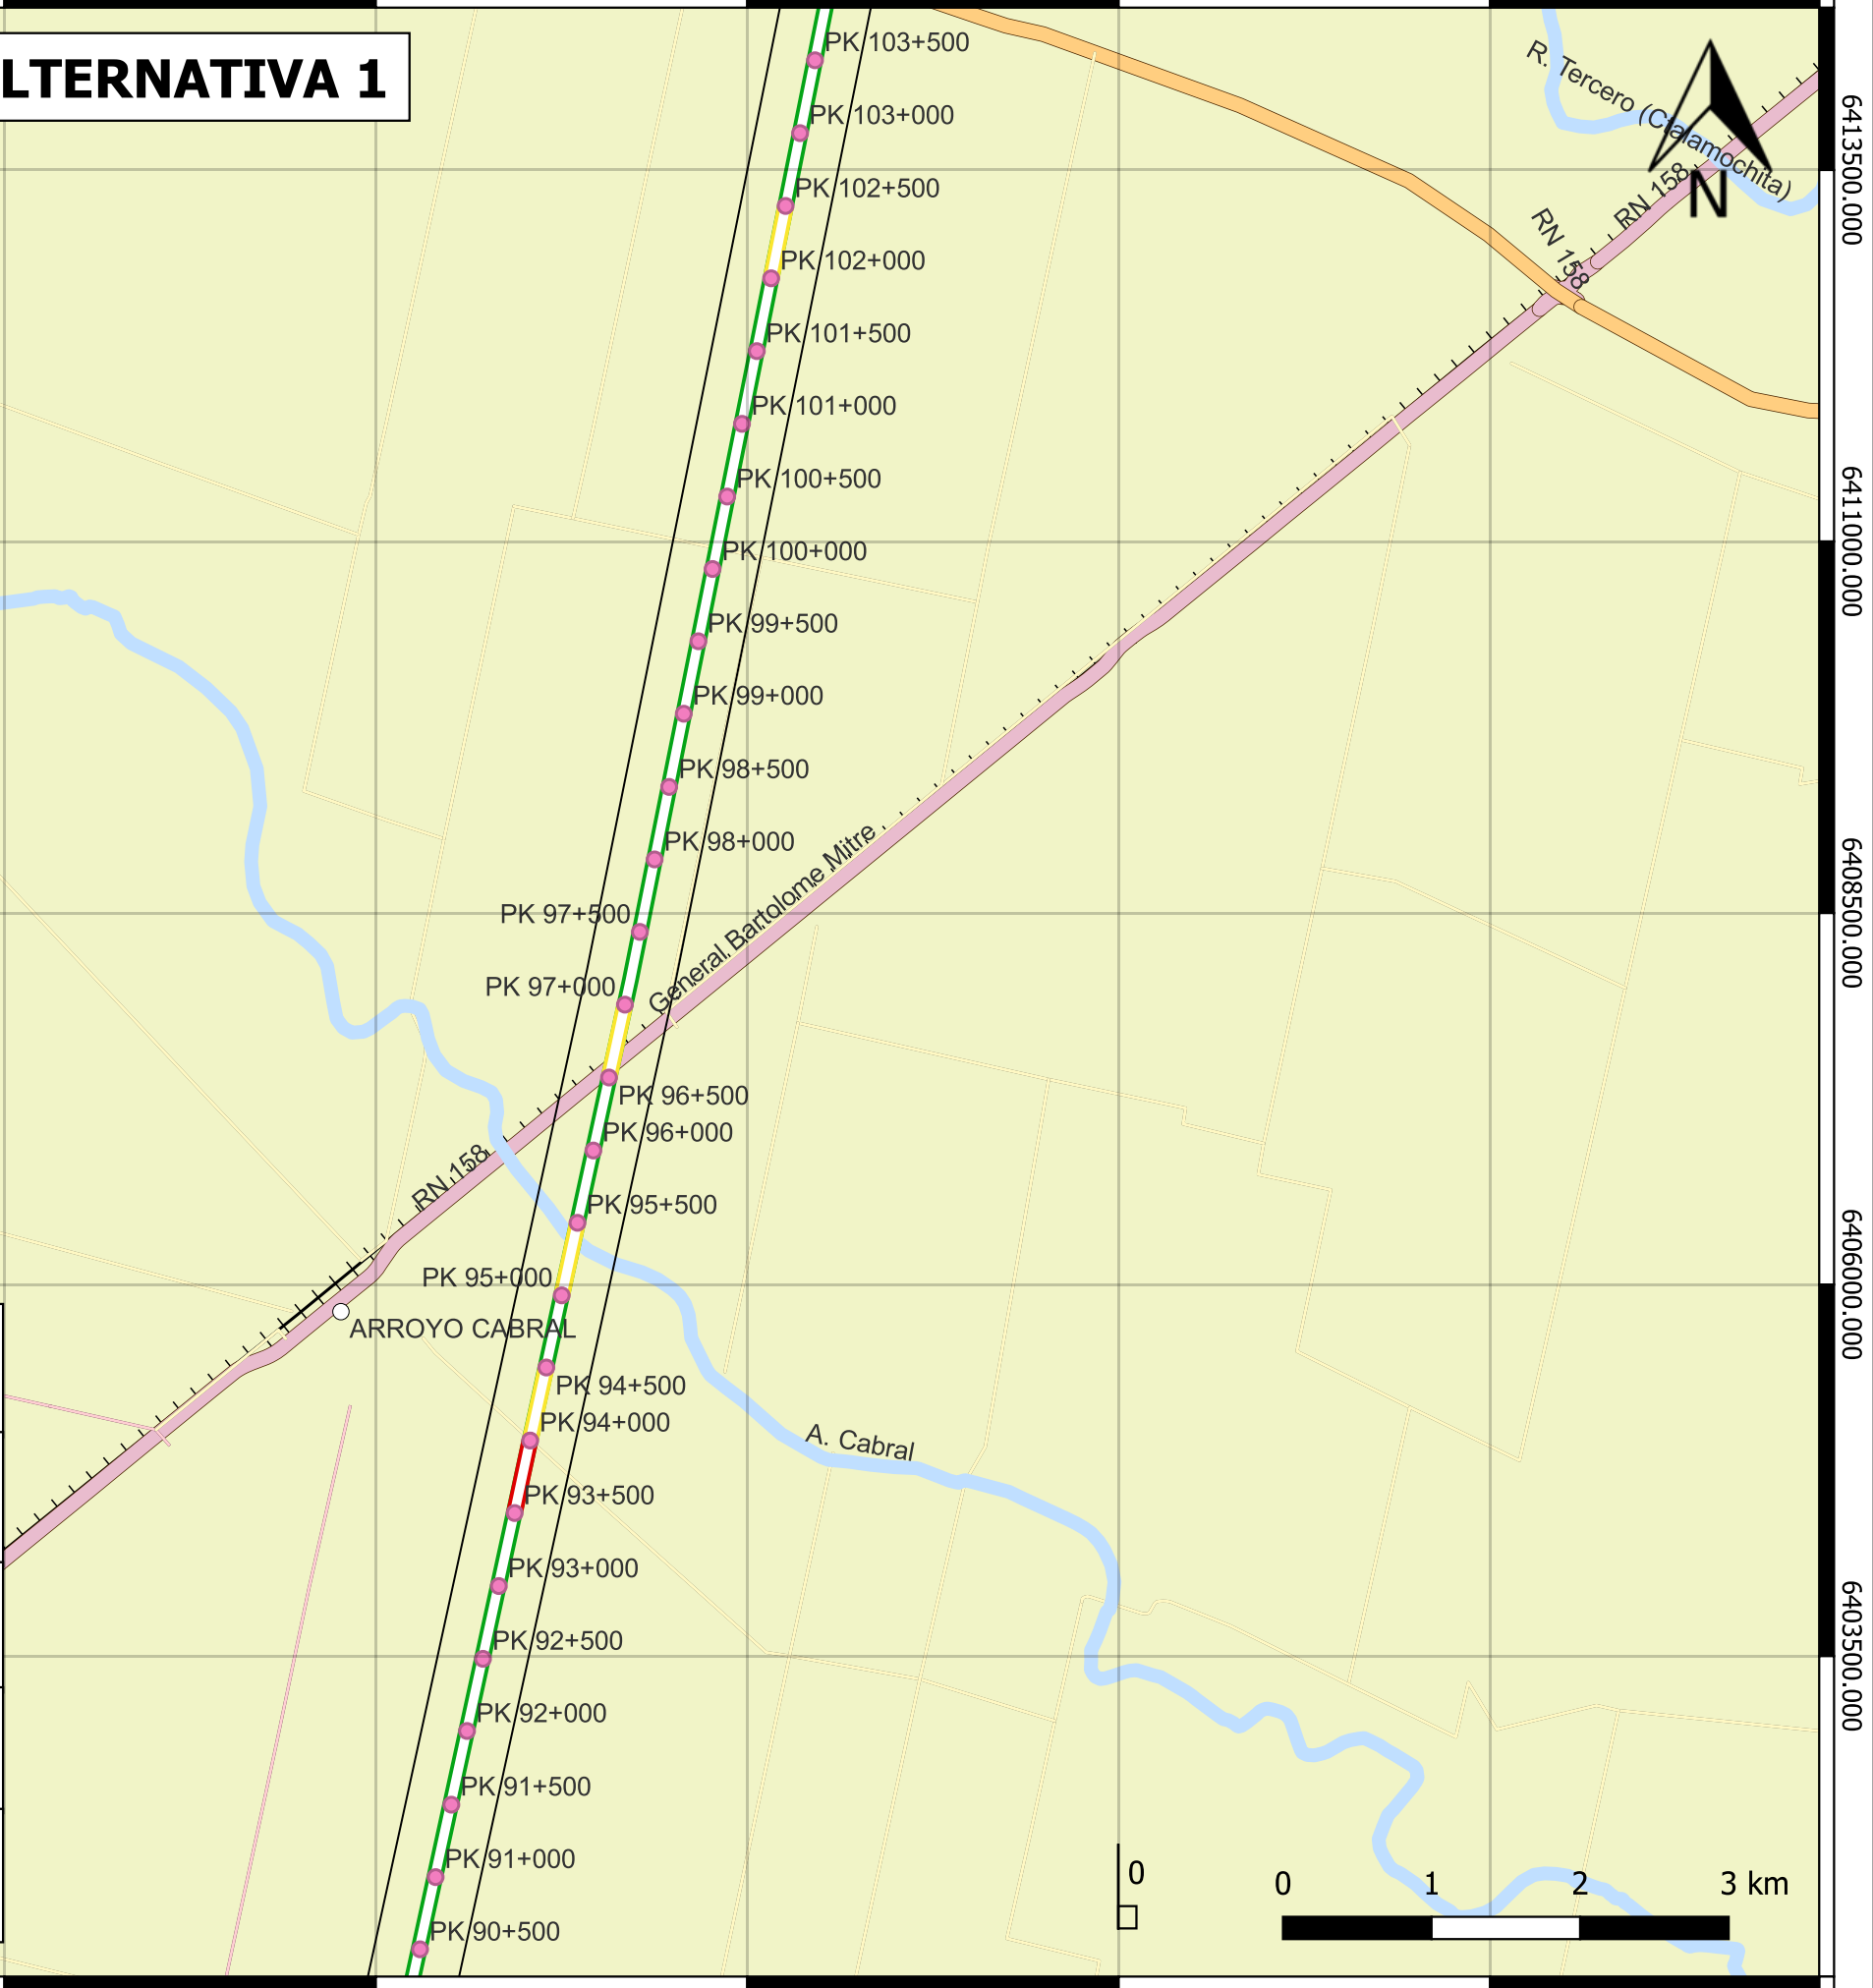 LTERNATIVA 1
PK 103+500
R. Tercero (Ctalamochita)
N
6413500.000
PK 103+000
PK 102+500
RN 158
RN 158
PK 102+000
PK 101+500
PK 101+000
PK 100+500
6411000.000
PK 100+000
PK 99+500
PK 99+000
PK 98+500
PK 98+000
General Bartolome Mitre
6408500.000
PK 97+500
PK 97+000
PK 96+500
PK 96+000
RN 158
PK 95+500
6406000.000
PK 95+000
ARROYO CABRAL
PK 94+500
PK 94+000
A. Cabral
PK 93+500
PK 93+000
PK 92+500
6403500.000
PK 92+000
PK 91+500
PK 91+000
0
0 1 2 3 km
PK 90+500